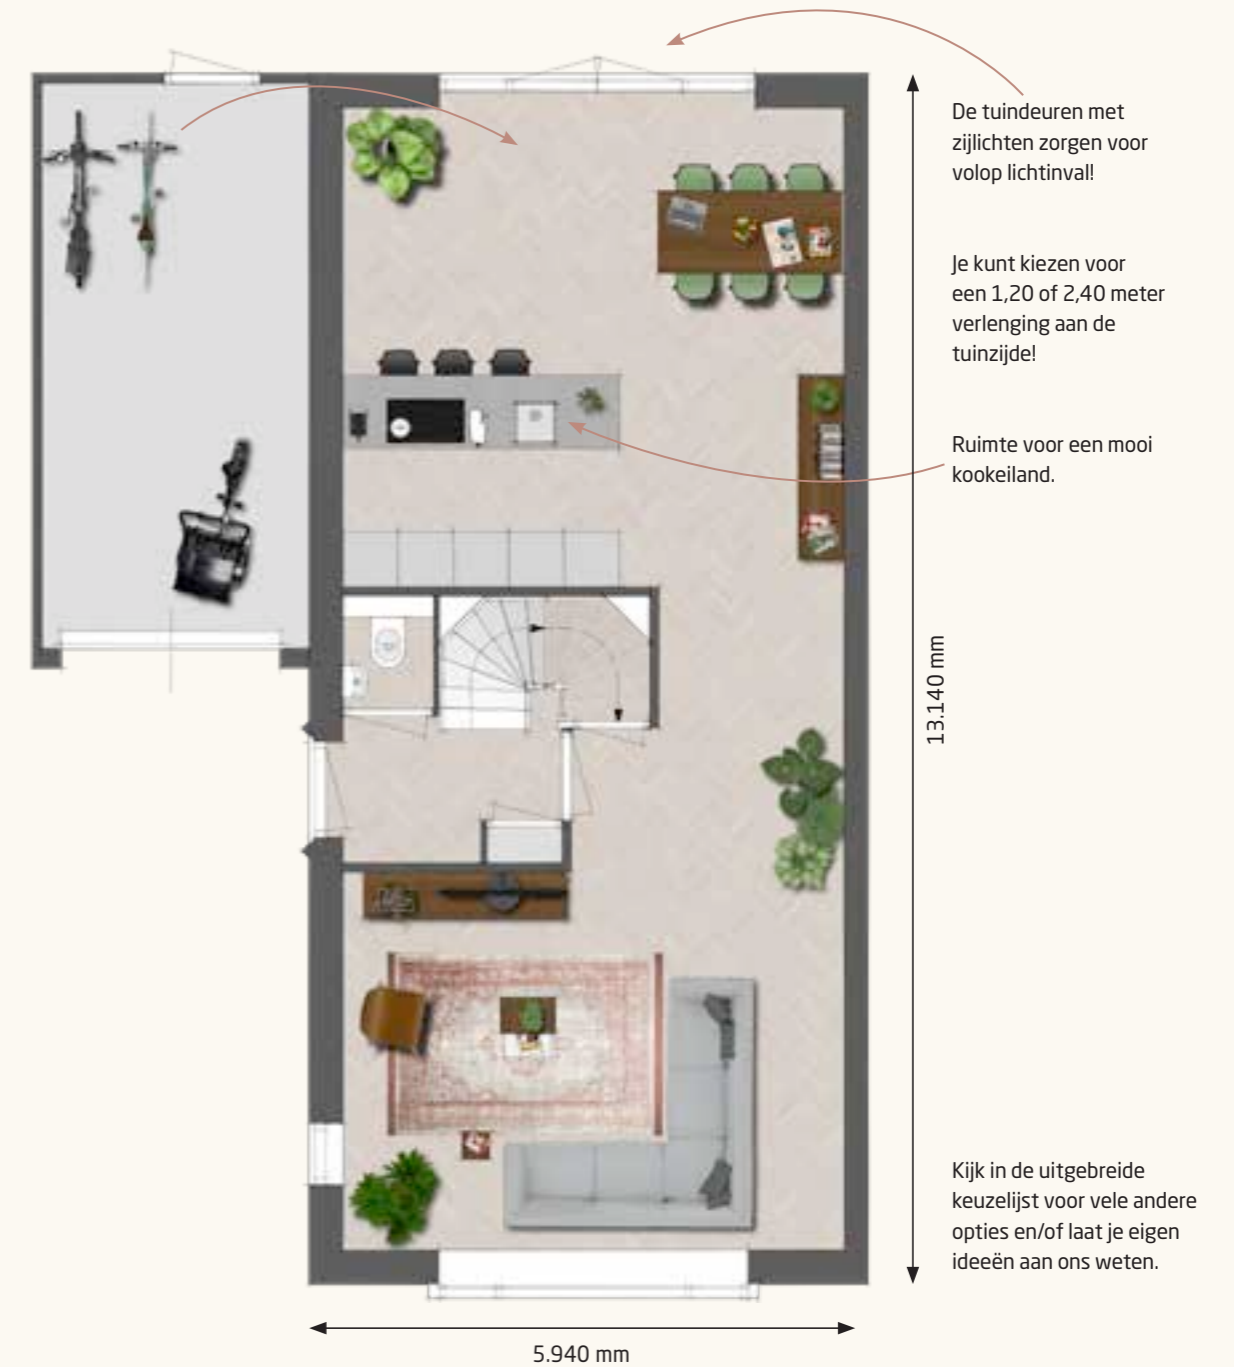 De tuindeuren met
zijlichten zorgen voor
volop lichtinval!
Je kunt kiezen voor
een 1,20 of 2,40 meter
verlenging aan de
tuinzijde!
Ruimte voor een mooi
kookeiland.
13.140 mm
Kijk in de uitgebreide
keuzelijst voor vele andere
opties en/of laat je eigen
ideeën aan ons weten.
5.940 mm